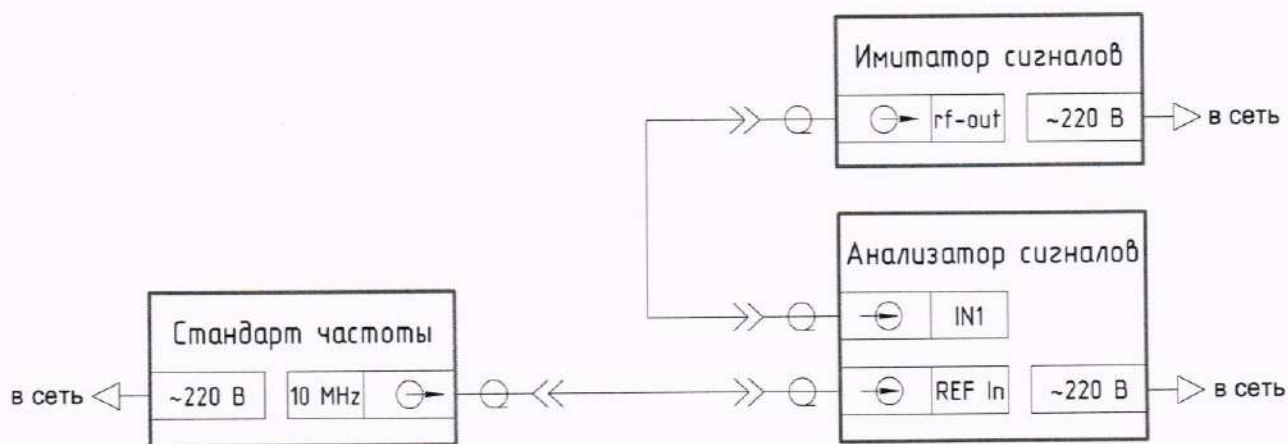 Имитатор сигналов
rf-out
~220 В
в сеть
Анализатор сигналов
IN1
REF In
~220 В
в сеть
Стандарт частоты
в сеть
~220 В
10 MHz